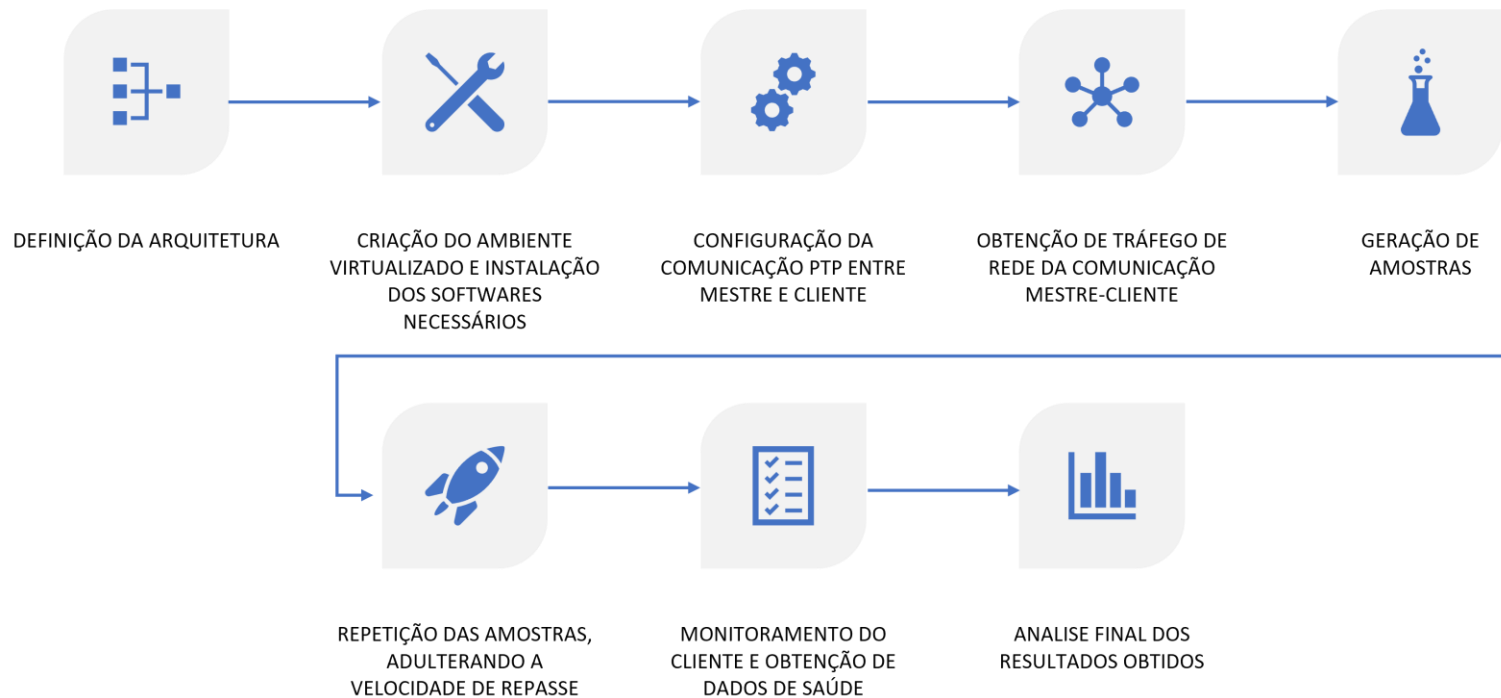 DEFINIÇÃO DA ARQUITETURA
CRIAÇÃO DO AMBIENTE
VIRTUALIZADO E INSTALAÇÃO
DOS SOFTWARES
NECESSÁRIOS
CONFIGURAÇÃO DA
COMUNICAÇÃO PTP ENTRE
MESTRE E CLIENTE
OBTENÇÃO DE TRÁFEGO DE
REDE DA COMUNICAÇÃO
MESTRE-CLIENTE
GERAÇÃO DE
AMOSTRAS
REPETIÇÃO DAS AMOSTRAS,
ADULTERANDO A
VELOCIDADE DE REPASSE
MONITORAMENTO DO
CLIENTE E OBTENÇÃO DE
DADOS DE SAÚDE
ANALISE FINAL DOS
RESULTADOS OBTIDOS